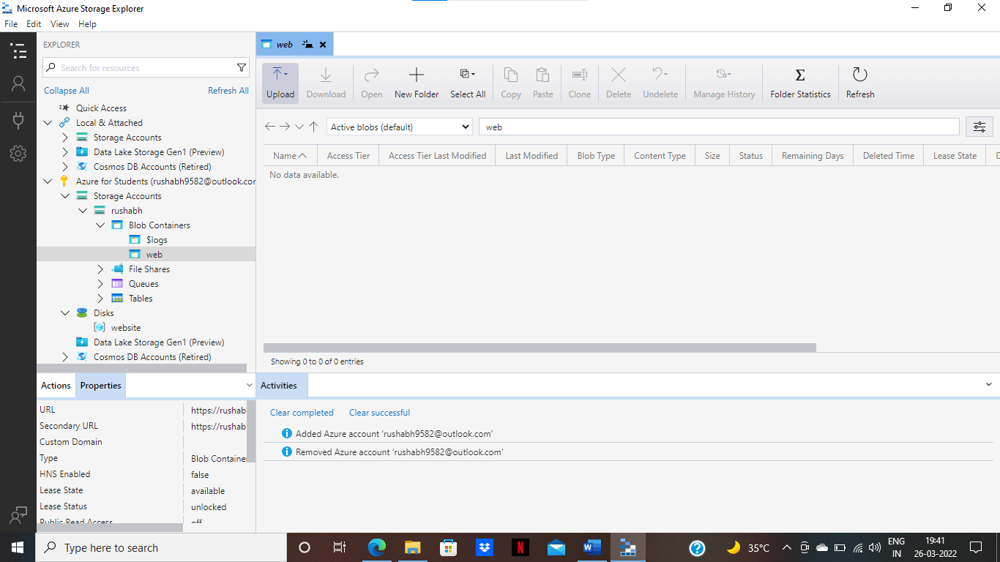 Microsoft Azure Storage Explorer
File Edit View Help
EXPLORER
Search for resources
Collapse All Refresh All
Quick Access
Local & Attached
Storage Accounts
Data Lake Storage Gen1 (Preview)
Cosmos DB Accounts (Retired)
Azure for Students (rushabh9582@outlook.com
Storage Accounts
rushabh
Blob Containers
$logs
web
File Shares
Queues
Tables
Disks
website
Data Lake Storage Gen1 (Preview)
Cosmos DB Accounts (Retired)
Actions Properties
URL https://rushab
Secondary URL https://rushab
Custom Domain
Type Blob Container
HNS Enabled false
Lease State available
Lease Status unlocked
Public Read Access off
web
Upload Download Open New Folder Select All Copy Paste Clone Delete Undelete Manage History Folder Statistics Refresh
Active blobs (default) web
Name Access Tier Access Tier Last Modified Last Modified Blob Type Content Type Size Status Remaining Days Deleted Time Lease State D
No data available.
Showing 0 to 0 of 0 entries
Activities
Clear completed Clear successful
Added Azure account 'rushabh9582@outlook.com'
Removed Azure account 'rushabh9582@outlook.com'
Type here to search
35°C
ENG
IN
19:41
26-03-2022